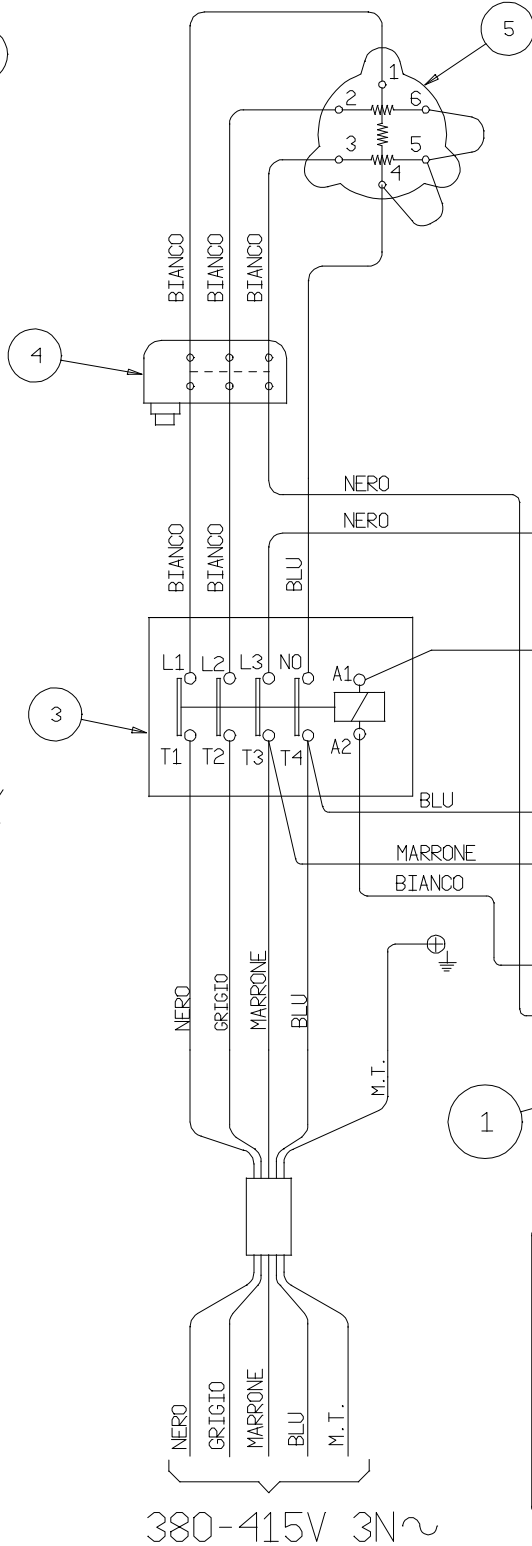 5
1
2
6
3
5
4
BIANCO
BIANCO
BIANCO
4
NERO
NERO
BIANCO
BIANCO
BLU
L1
L2
L3
NO
A1
3
T1
T2
T3
T4
A2
BLU
MARRONE
BIANCO
NERO
GRIGIO
MARRONE
BLU
M.T.
1
NERO
GRIGIO
MARRONE
BLU
M.T.
380-415V 3N~